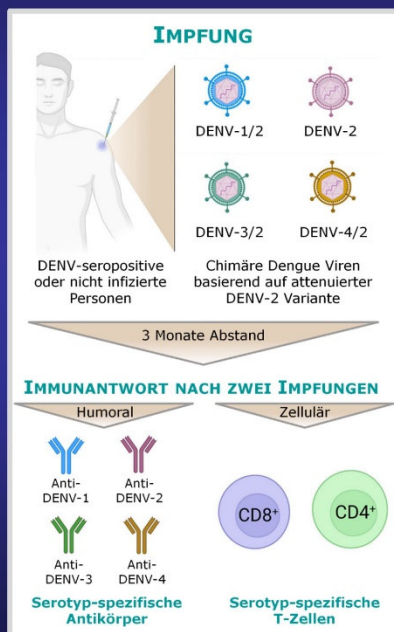 IMPFUNG
DENV-1/2
DENV-2
DENV-3/2
DENV-4/2
DENV-seropositive
oder nicht infizierte
Personen
Chimäre Dengue Viren
basierend auf attenuierter
DENV-2 Variante
3 Monate Abstand
IMMUNANTWORT NACH ZWEI IMPFUNGEN
Humoral
Zellulär
Anti-
DENV-1
Anti-
DENV-2
Anti-
DENV-3
Anti-
DENV-4
CD8+
CD4+
Serotyp-spezifische
Antikörper
Serotyp-spezifische
T-Zellen